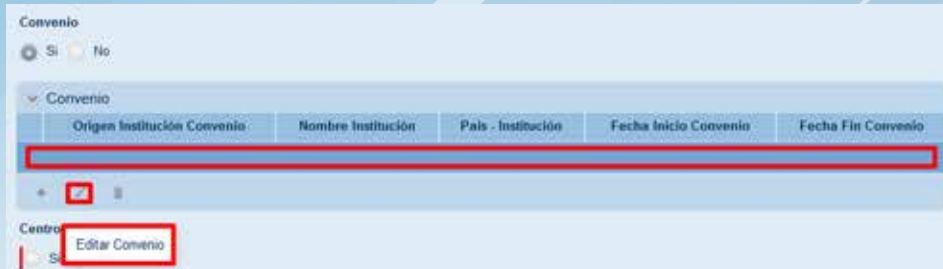 Convenio
Si No
Convenio
Origen Institución Convenio Nombre Institución País - Institución Fecha Inicio Convenio Fecha Fin Convenio
Centro
Editar Convenio